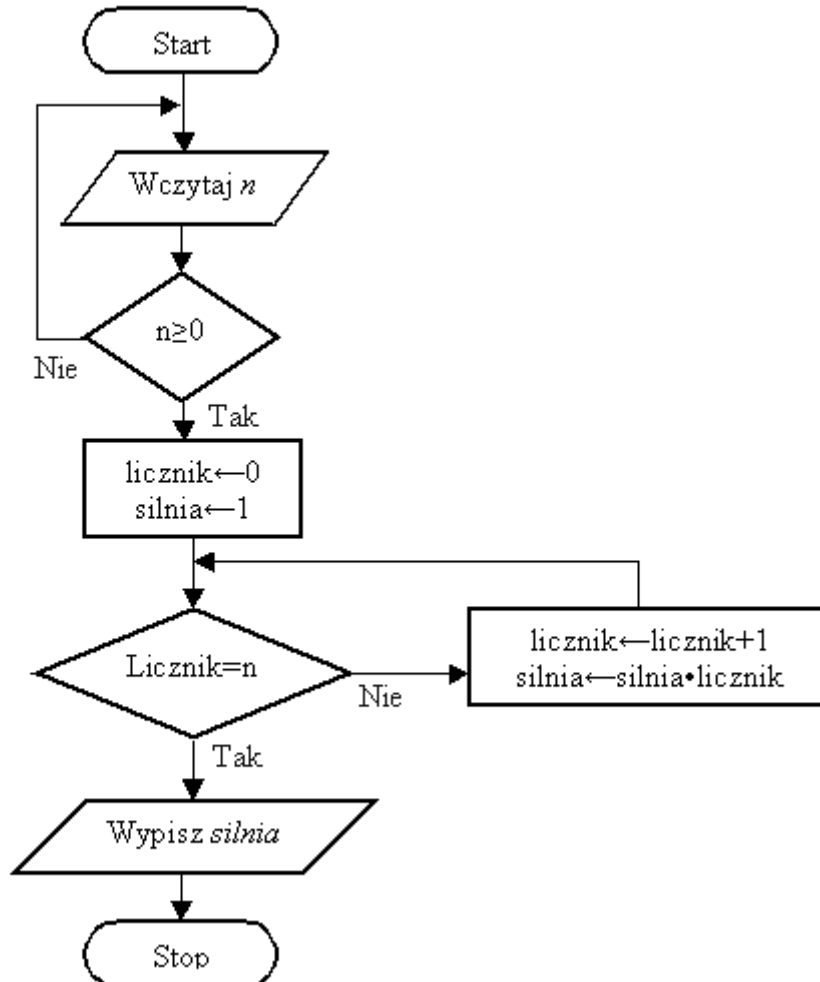 Start
Wczytaj n
n≥0
Nie
Tak
licznik←0
silnia←1
Licznik=n
Nie
licznik←licznik+1
silnia←silnia•licznik
Tak
Wypisz silnia
Stop